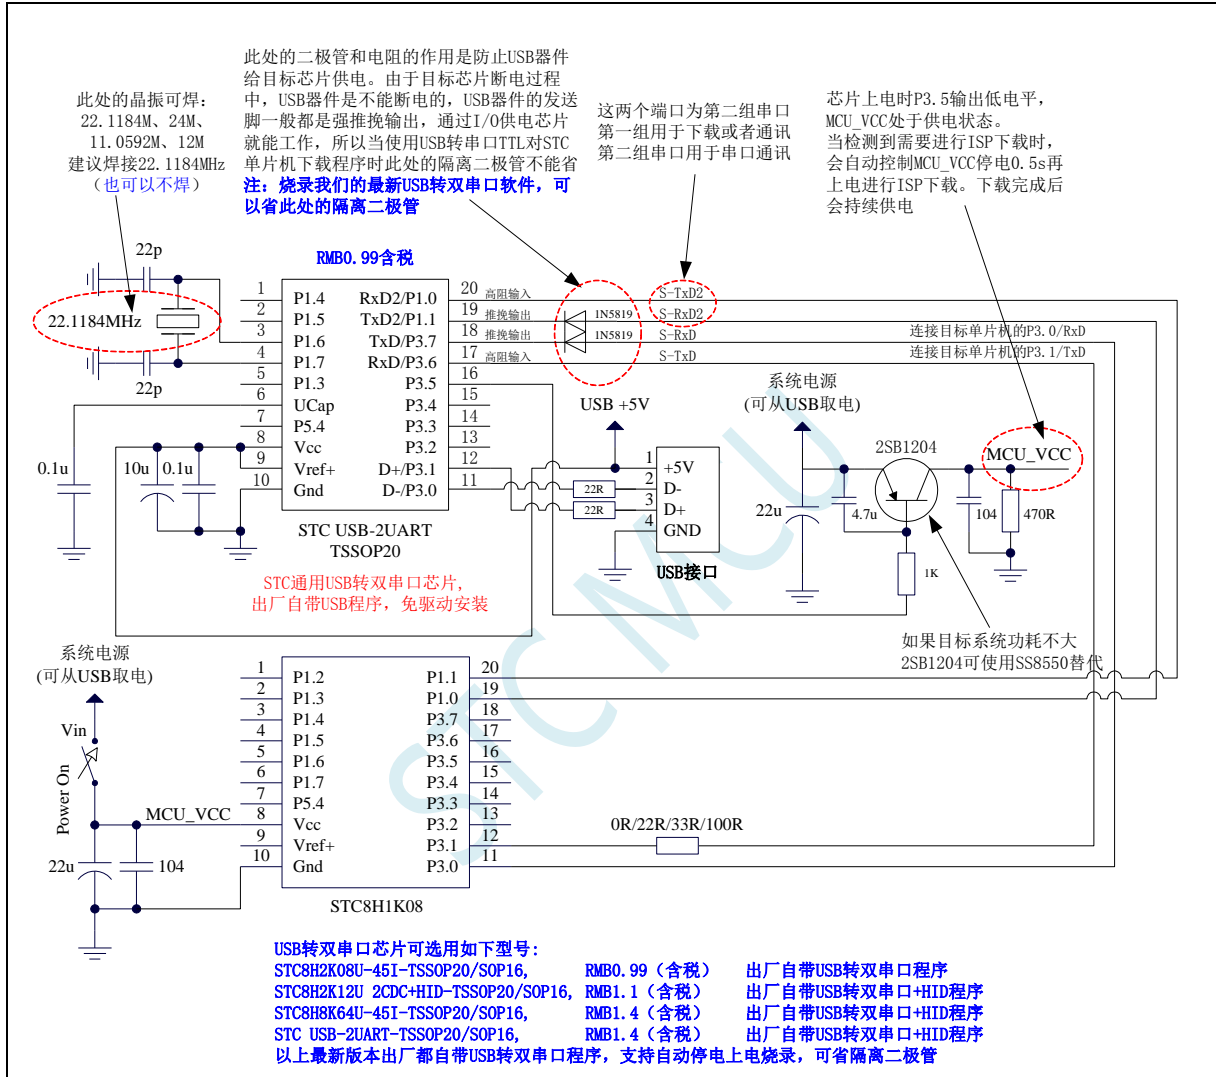 此处的晶振可焊：
22.1184M、24M、
11.0592M、12M
建议焊接22.1184MHz
（也可以不焊）
此处的二极管和电阻的作用是防止USB器件
给目标芯片供电。由于目标芯片断电过程
中，USB器件是不能断电的，USB器件的发送
脚一般都是强推挽输出，通过I/O供电芯片
就能工作，所以当使用USB转串口TTL对STC
单片机下载程序时此处的隔离二极管不能省
注：烧录我们的最新USB转双串口软件，可
以省此处的隔离二极管
这两个端口为第二组串口
第一组用于下载或者通讯
第二组串口用于串口通讯
芯片上电时P3.5输出低电平，
MCU_VCC处于供电状态。
当检测到需要进行ISP下载时，
会自动控制MCU_VCC停电0.5s再
上电进行ISP下载。下载完成后
会持续供电
22p
22.1184MHz
22p
RMB0.99含税
1 P1.4 RxD2/P1.0 20 高阻输入 S-TxD2
2 P1.5 TxD2/P1.1 19 推挽输出 1N5819 S-RxD2
3 P1.6 TxD/P3.7 18 推挽输出 1N5819 S-RxD 连接目标单片机的P3.0/RxD
4 P1.7 RxD/P3.6 17 高阻输入 S-TxD 连接目标单片机的P3.1/TxD
5 P1.3 P3.5 16
6 UCap P3.4 15
7 P5.4 P3.3 14
8 Vcc P3.2 13
9 Vref+ D+/P3.1 12
10 Gnd D-/P3.0 11
0.1u
10u
0.1u
STC USB-2UART
TSSOP20
STC通用USB转双串口芯片,
出厂自带USB程序，免驱动安装
USB +5V
22R
22R
1 +5V
2 D-
3 D+
4 GND
USB接口
系统电源
(可从USB取电)
2SB1204
MCU_VCC
22u
4.7u
104
470R
1K
如果目标系统功耗不大
2SB1204可使用SS8550替代
STC MCU
系统电源
(可从USB取电)
Vin
Power On
MCU_VCC
22u
104
1 P1.2 P1.1 20
2 P1.3 P1.0 19
3 P1.4 P3.7 18
4 P1.5 P3.6 17
5 P1.6 P3.5 16
6 P1.7 P3.4 15
7 P5.4 P3.3 14
8 Vcc P3.2 13
9 Vref+ P3.1 12
10 Gnd P3.0 11
0R/22R/33R/100R
STC8H1K08
USB转双串口芯片可选用如下型号:
STC8H2K08U-45I-TSSOP20/SOP16, RMB0.99（含税） 出厂自带USB转双串口程序
STC8H2K12U 2CDC+HID-TSSOP20/SOP16, RMB1.1（含税） 出厂自带USB转双串口+HID程序
STC8H8K64U-45I-TSSOP20/SOP16, RMB1.4（含税） 出厂自带USB转双串口+HID程序
STC USB-2UART-TSSOP20/SOP16, RMB1.4（含税） 出厂自带USB转双串口+HID程序
以上最新版本出厂都自带USB转双串口程序，支持自动停电上电烧录，可省隔离二极管